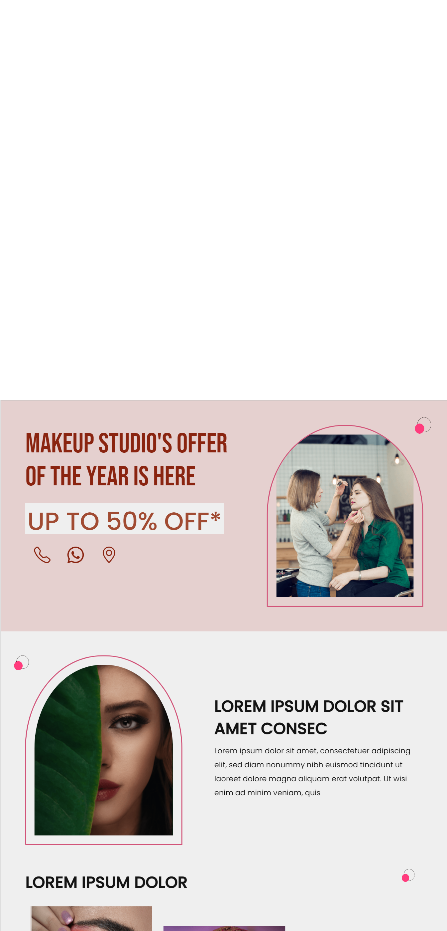 MAKEUP STUDIO'S OFFER
OF THE YEAR IS HERE
UP TO 50% OFF*
LOREM IPSUM DOLOR SIT
AMET CONSEC
Lorem ipsum dolor sit amet, consectetuer adipiscing
elit, sed diam nonummy nibh euismod tincidunt ut
laoreet dolore magna aliquam erat volutpat. Ut wisi
enim ad minim veniam, quis
LOREM IPSUM DOLOR